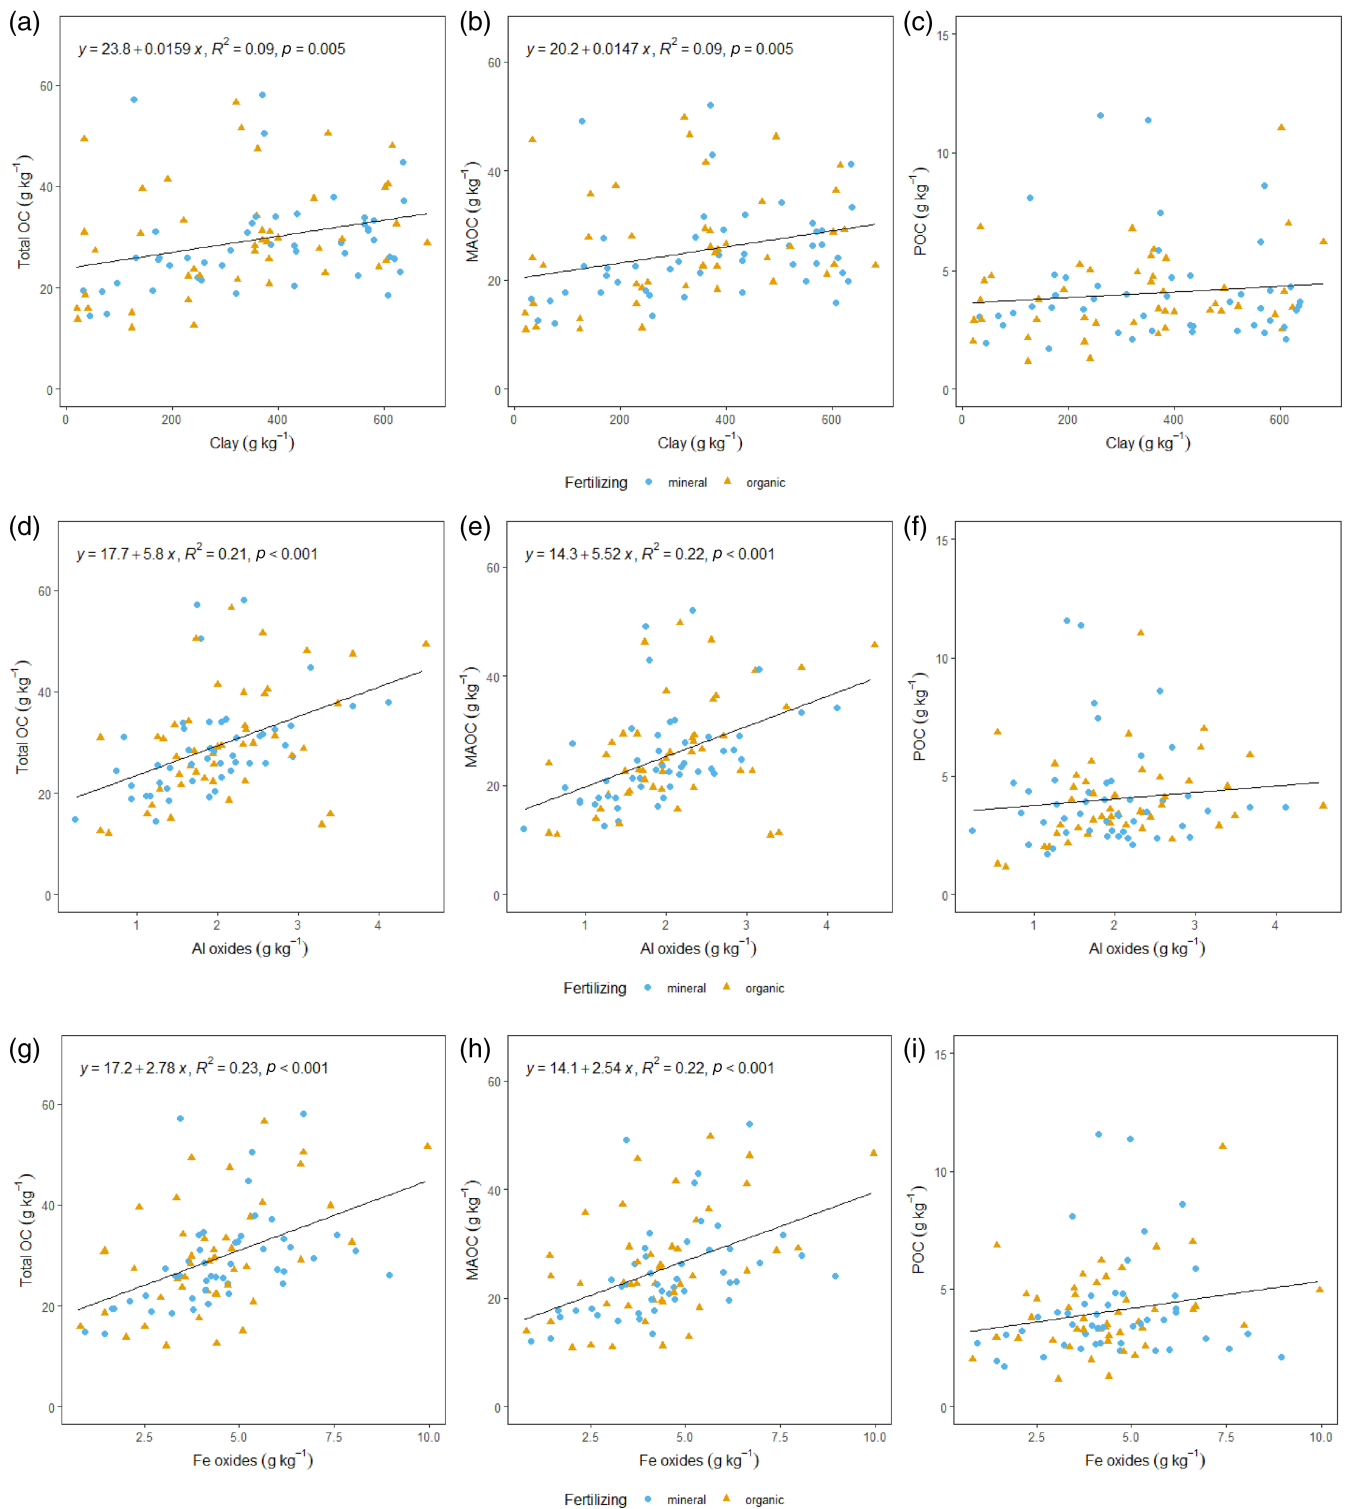 (a) (b) (c)
y = 23.8 + 0.0159 x, R² = 0.09, p = 0.005
y = 20.2 + 0.0147 x, R² = 0.09, p = 0.005
Total OC (g kg⁻¹)
0 20 40 60
0 200 400 600
Clay (g kg⁻¹)
MAOC (g kg⁻¹)
0 20 40 60
0 200 400 600
Clay (g kg⁻¹)
POC (g kg⁻¹)
0 5 10 15
0 200 400 600
Clay (g kg⁻¹)
Fertilizing mineral organic
(d) (e) (f)
y = 17.7 + 5.8 x, R² = 0.21, p < 0.001
y = 14.3 + 5.52 x, R² = 0.22, p < 0.001
Total OC (g kg⁻¹)
0 20 40 60
1 2 3 4
Al oxides (g kg⁻¹)
MAOC (g kg⁻¹)
0 20 40 60
1 2 3 4
Al oxides (g kg⁻¹)
POC (g kg⁻¹)
0 5 10 15
1 2 3 4
Al oxides (g kg⁻¹)
Fertilizing mineral organic
(g) (h) (i)
y = 17.2 + 2.78 x, R² = 0.23, p < 0.001
y = 14.1 + 2.54 x, R² = 0.22, p < 0.001
Total OC (g kg⁻¹)
0 20 40 60
2.5 5.0 7.5 10.0
Fe oxides (g kg⁻¹)
MAOC (g kg⁻¹)
0 20 40 60
2.5 5.0 7.5 10.0
Fe oxides (g kg⁻¹)
POC (g kg⁻¹)
0 5 10 15
2.5 5.0 7.5 10.0
Fe oxides (g kg⁻¹)
Fertilizing mineral organic